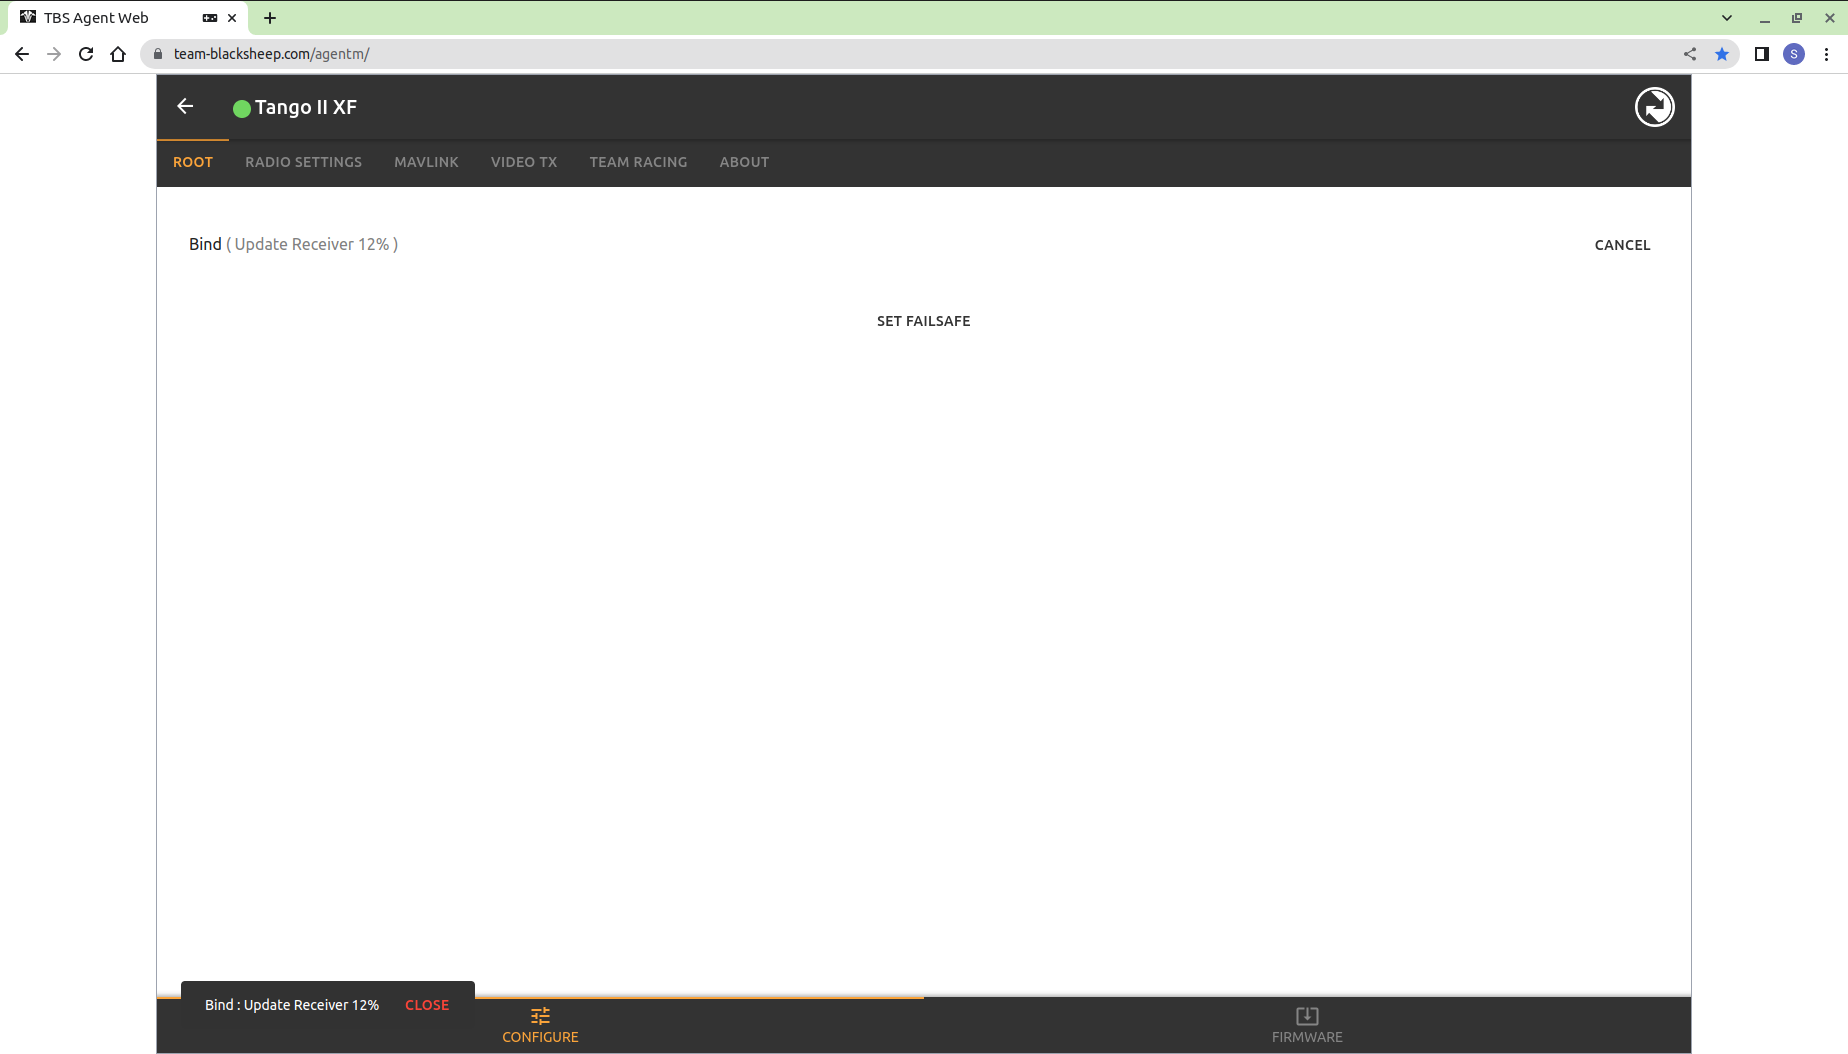 TBS Agent Web
team-blacksheep.com/agentm/
S
Tango II XF
ROOT RADIO SETTINGS MAVLINK VIDEO TX TEAM RACING ABOUT
Bind ( Update Receiver 12% ) CANCEL
SET FAILSAFE
Bind : Update Receiver 12% CLOSE
CONFIGURE FIRMWARE